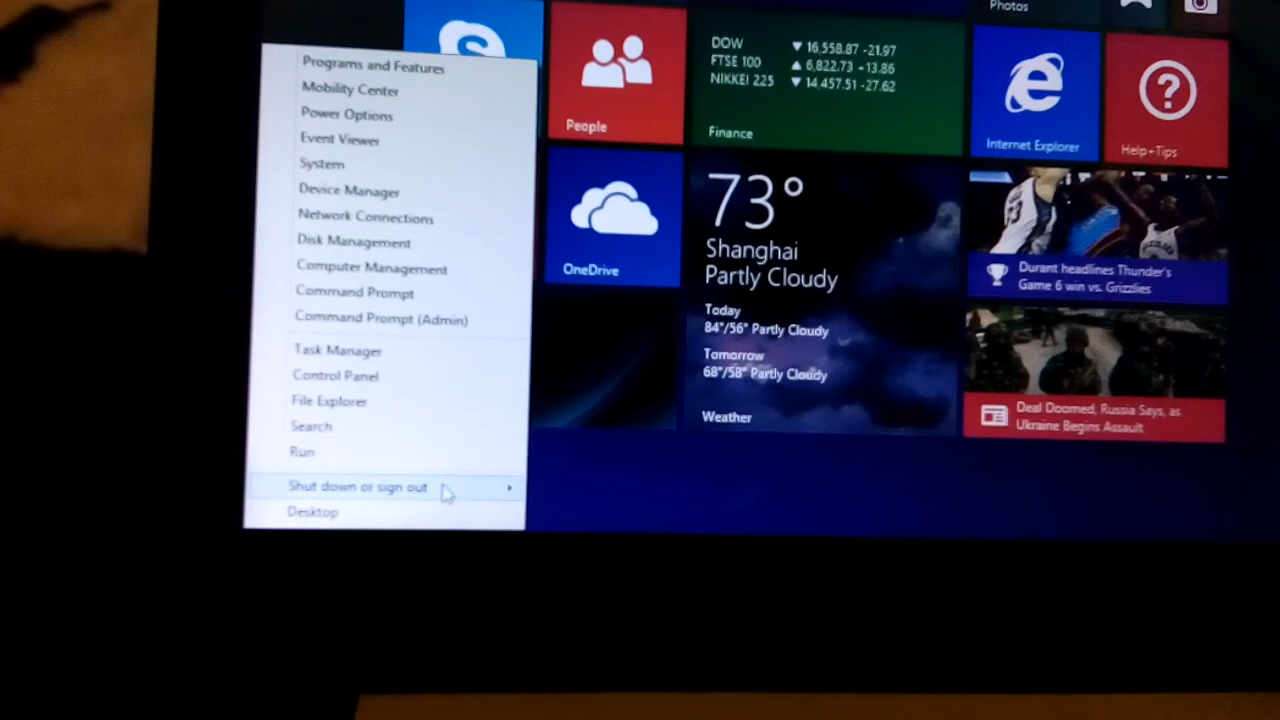 Programs and Features
Mobility Center
Power Options
Event Viewer
System
Device Manager
Network Connections
Disk Management
Computer Management
Command Prompt
Command Prompt (Admin)
Task Manager
Control Panel
File Explorer
Search
Run
Shut down or sign out
Desktop
S
People
OneDrive
DOW ▼ 16,558.87 -21.97
FTSE 100 ▲ 6,822.73 +13.86
NIKKEI 225 ▼ 14,457.51 -27.62
Finance
73°
Shanghai
Partly Cloudy
Today
84°/56° Partly Cloudy
Tomorrow
68°/58° Partly Cloudy
Weather
Photos
Internet Explorer
?
Help+Tips
33
Durant headlines Thunder's
Game 6 win vs. Grizzlies
Deal Doomed, Russia Says, as
Ukraine Begins Assault